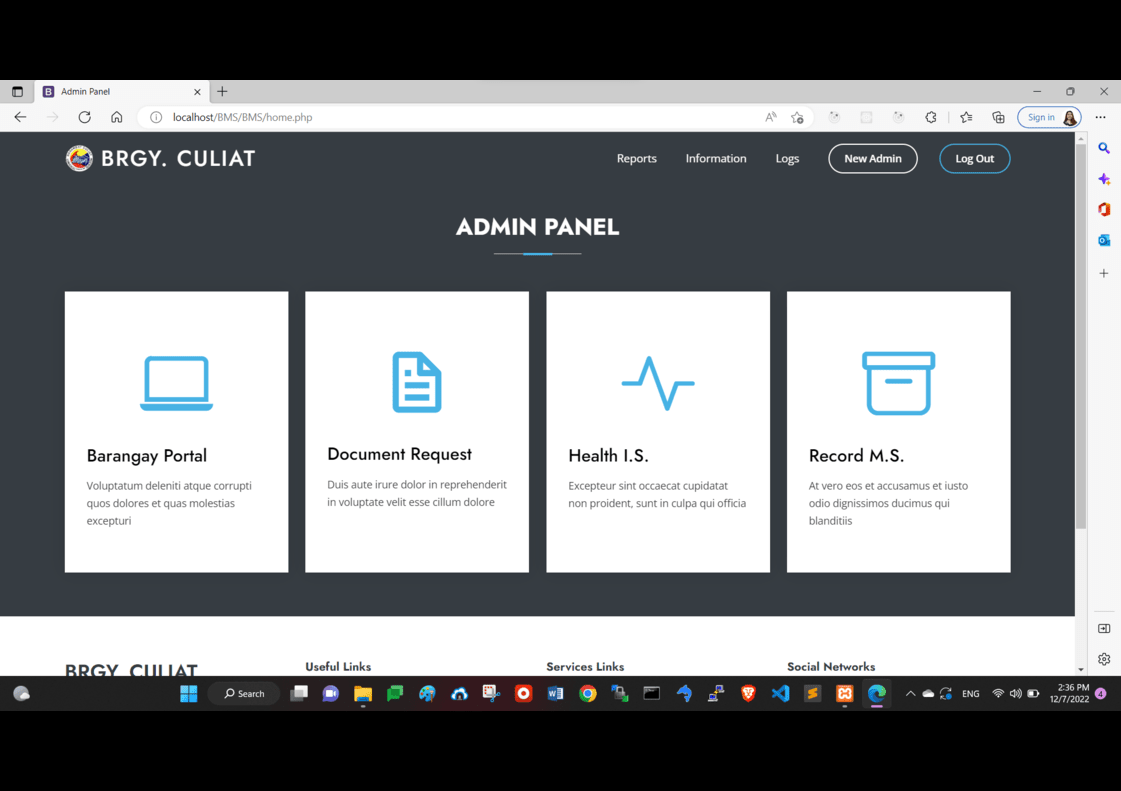 Admin Panel
localhost/BMS/BMS/home.php
Sign in
BRGY. CULIAT
Reports
Information
Logs
New Admin
Log Out
ADMIN PANEL
Barangay Portal
Voluptatum deleniti atque corrupti
quos dolores et quas molestias
excepturi
Document Request
Duis aute irure dolor in reprehenderit
in voluptate velit esse cillum dolore
Health I.S.
Excepteur sint occaecat cupidatat
non proident, sunt in culpa qui officia
Record M.S.
At vero eos et accusamus et iusto
odio dignissimos ducimus qui
blanditiis
BRGY. CULIAT
Useful Links
Services Links
Social Networks
Search
ENG
2:36 PM
12/7/2022
4